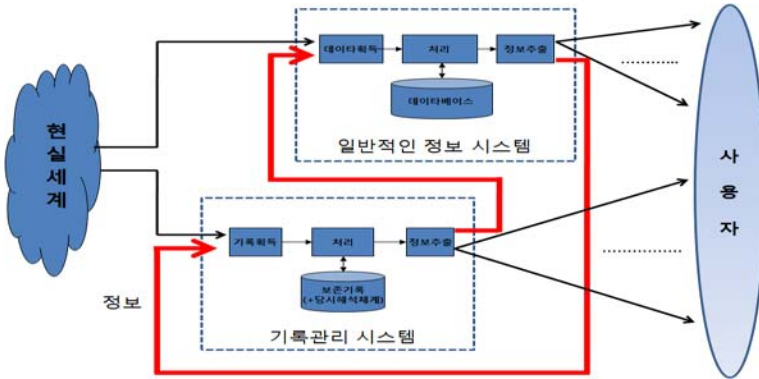 현실세계
데이타획득
처리
정보추출
데이타베이스
일반적인 정보 시스템
기록획득
처리
정보추출
보존기록
(+당시해석체계)
기록관리 시스템
정보
사용자